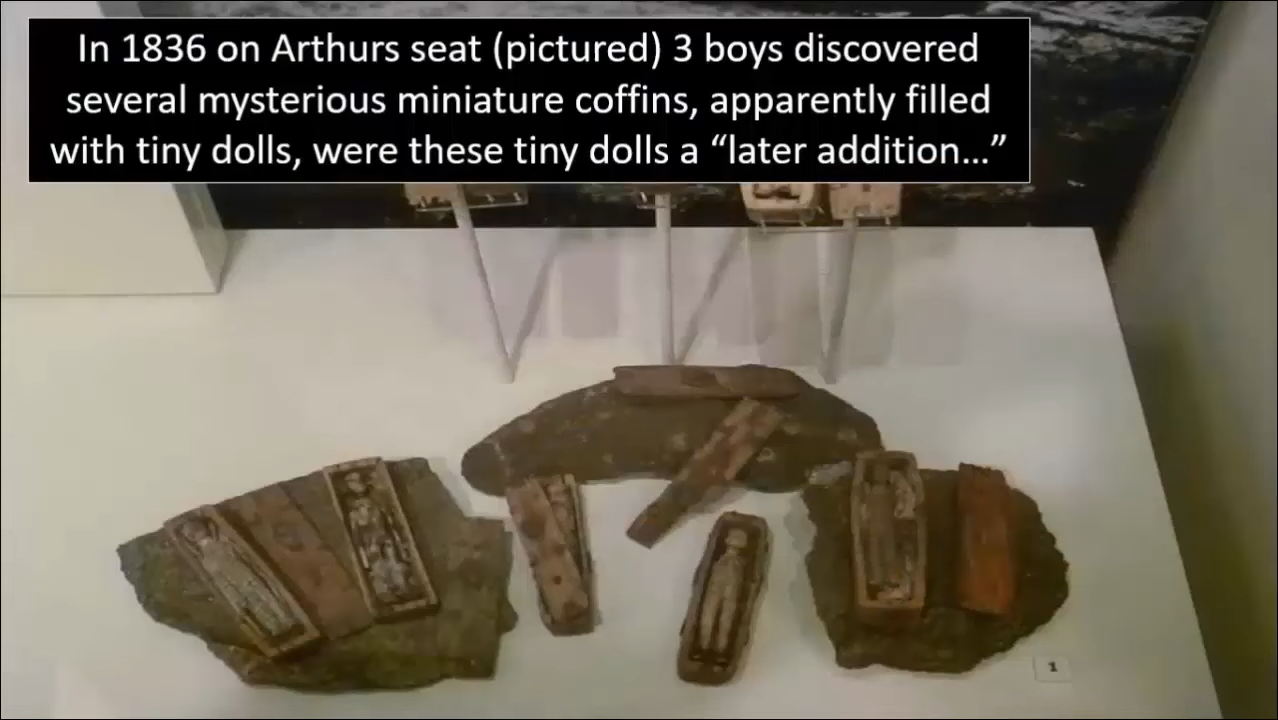 In 1836 on Arthurs seat (pictured) 3 boys discovered
several mysterious miniature coffins, apparently filled
with tiny dolls, were these tiny dolls a “later addition…”
1